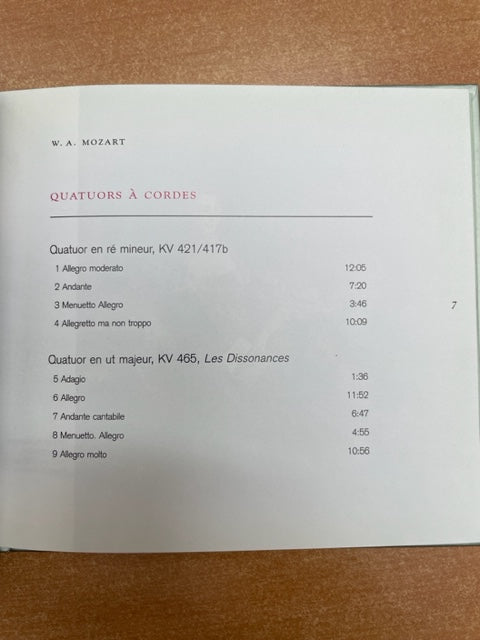 W. A. MOZART
QUATUORS À CORDES
Quatuor en ré mineur, KV 421/417b
1 Allegro moderato 12:05
2 Andante 7:20
3 Menuetto Allegro 3:46
4 Allegretto ma non troppo 10:09
7
Quatuor en ut majeur, KV 465, Les Dissonances
5 Adagio 1:36
6 Allegro 11:52
7 Andante cantabile 6:47
8 Menuetto. Allegro 4:55
9 Allegro molto 10:56